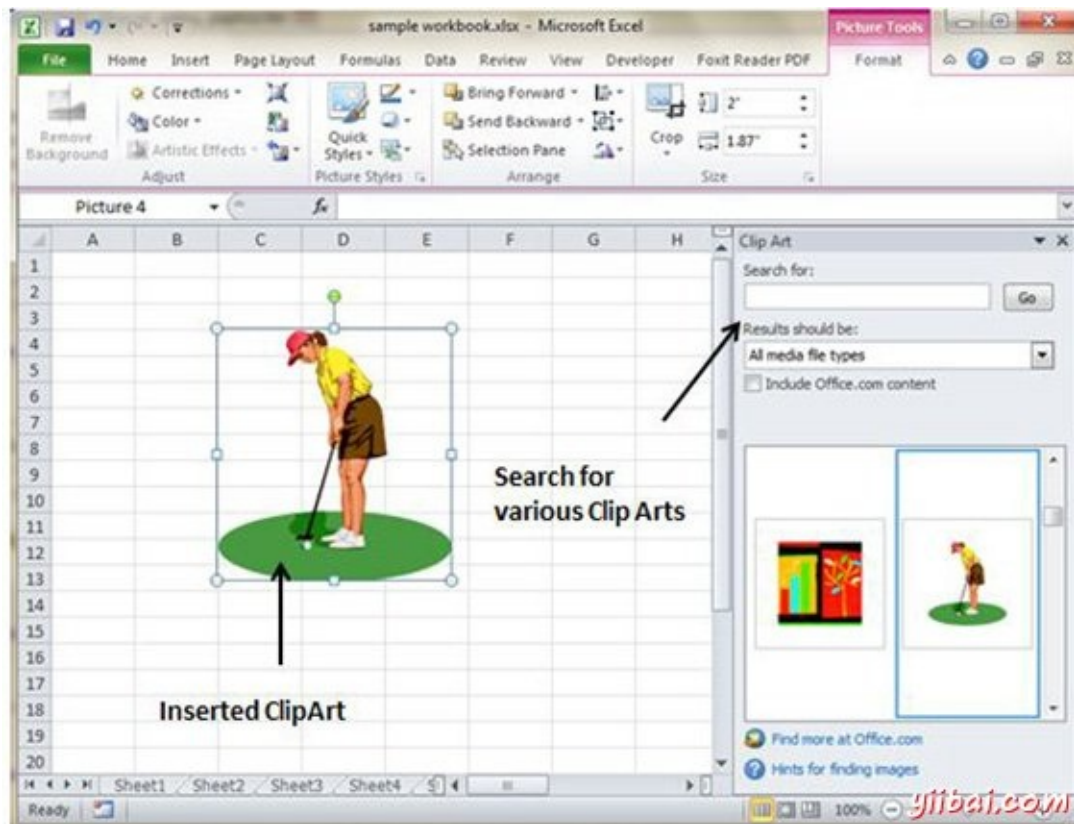 sample workbook.xlsx - Microsoft Excel
Picture Tools
File Home Insert Page Layout Formulas Data Review View Developer Foxit Reader PDF Format
Remove Background
Corrections
Color
Artistic Effects
Adjust
Quick Styles
Picture Styles
Bring Forward
Send Backward
Selection Pane
Arrange
Crop
2"
1.87"
Size
Picture 4
fx
A B C D E F G H
1
2
3
4
5
6
7
8
9
10
11
12
13
14
15
16
17
18
19
20
Inserted ClipArt
Search for
various Clip Arts
Clip Art
Search for:
Go
Results should be:
All media file types
Include Office.com content
Find more at Office.com
Hints for finding images
Sheet1 Sheet2 Sheet3 Sheet4
Ready
100%
yiibai.com